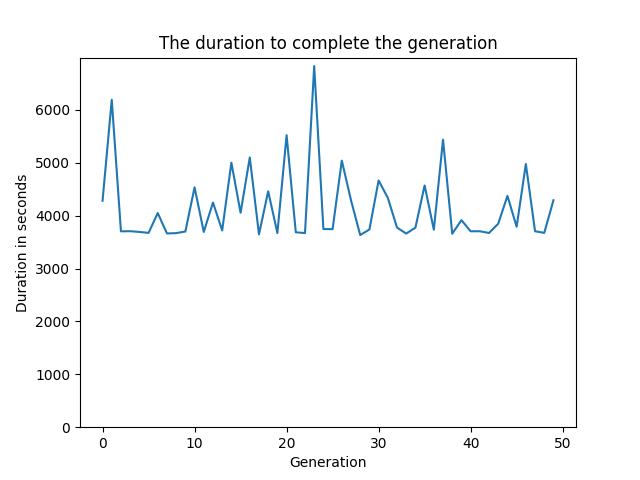 The duration to complete the generation
Duration in seconds
6000
5000
4000
3000
2000
1000
0
0 10 20 30 40 50
Generation